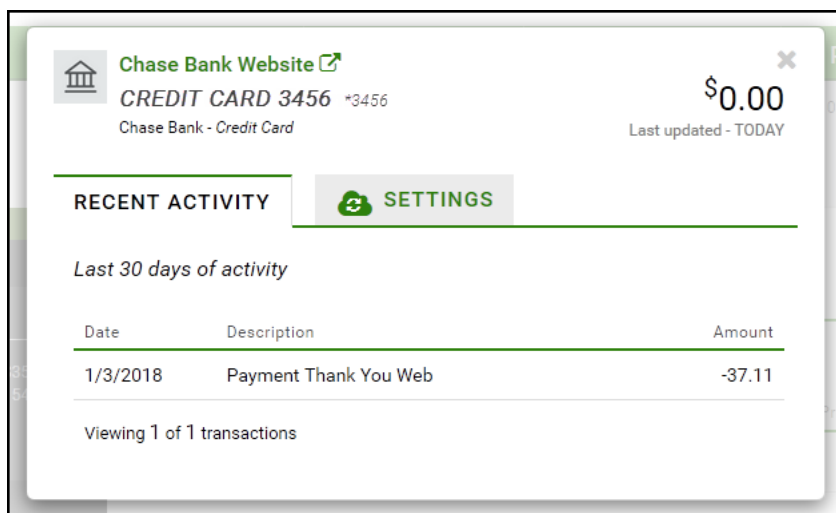 Chase Bank Website
CREDIT CARD 3456 *3456
Chase Bank - Credit Card
$0.00
Last updated - TODAY
RECENT ACTIVITY
SETTINGS
Last 30 days of activity
Date Description Amount
1/3/2018 Payment Thank You Web -37.11
Viewing 1 of 1 transactions